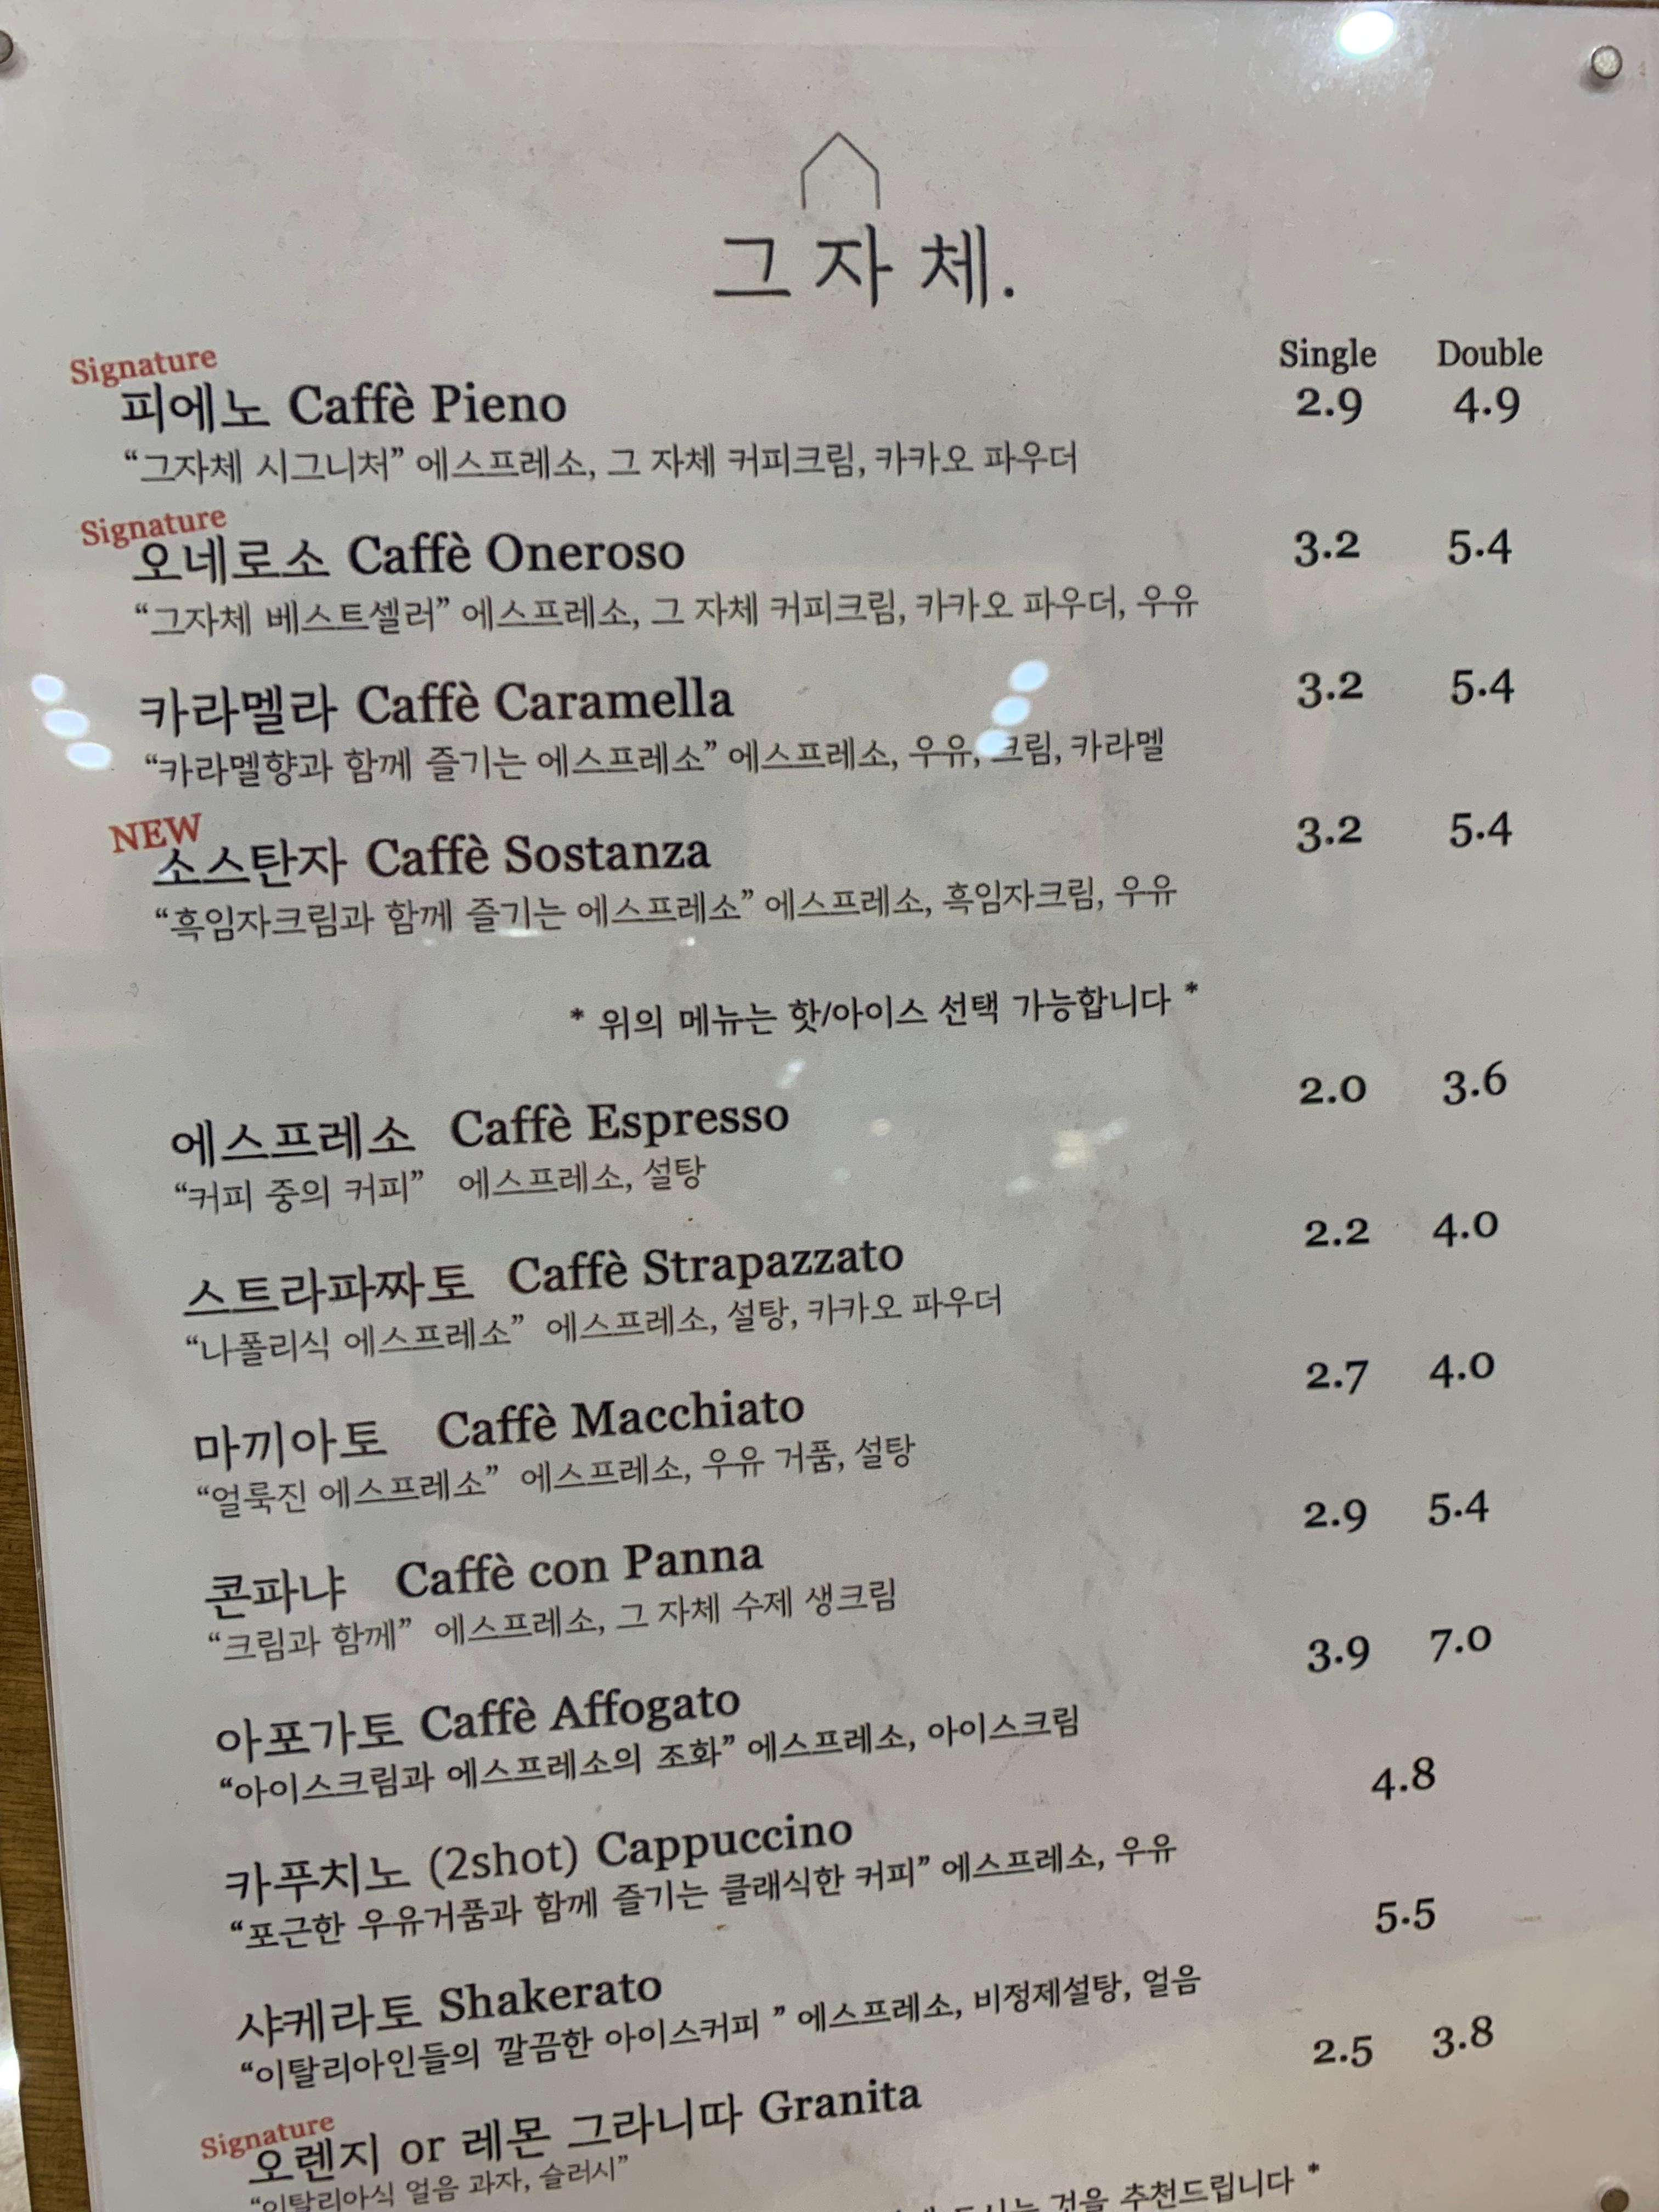 그 자 체.
Single Double
Signature
피에노 Caffè Pieno 2.9 4.9
“그자체 시그니처” 에스프레소, 그 자체 커피크림, 카카오 파우더
Signature
오네로소 Caffè Oneroso 3.2 5.4
“그자체 베스트셀러” 에스프레소, 그 자체 커피크림, 카카오 파우더, 우유
카라멜라 Caffè Caramella 3.2 5.4
“카라멜향과 함께 즐기는 에스프레소” 에스프레소, 우유, 크림, 카라멜
NEW
소스탄자 Caffè Sostanza 3.2 5.4
“흑임자크림과 함께 즐기는 에스프레소” 에스프레소, 흑임자크림, 우유
* 위의 메뉴는 핫/아이스 선택 가능합니다 *
에스프레소 Caffè Espresso 2.0 3.6
“커피 중의 커피” 에스프레소, 설탕
스트라파짜토 Caffè Strapazzato 2.2 4.0
“나폴리식 에스프레소” 에스프레소, 설탕, 카카오 파우더
마끼아토 Caffè Macchiato 2.7 4.0
“얼룩진 에스프레소” 에스프레소, 우유 거품, 설탕
콘파냐 Caffè con Panna 2.9 5.4
“크림과 함께” 에스프레소, 그 자체 수제 생크림
아포가토 Caffè Affogato 3.9 7.0
“아이스크림과 에스프레소의 조화” 에스프레소, 아이스크림
카푸치노 (2shot) Cappuccino 4.8
“포근한 우유거품과 함께 즐기는 클래식한 커피” 에스프레소, 우유
샤케라토 Shakerato 5.5
“이탈리아인들의 깔끔한 아이스커피 ” 에스프레소, 비정제설탕, 얼음
Signature
오렌지 or 레몬 그라니따 Granita 2.5 3.8
“이탈리아식 얼음 과자, 슬러시”
것을 추천드립니다 *